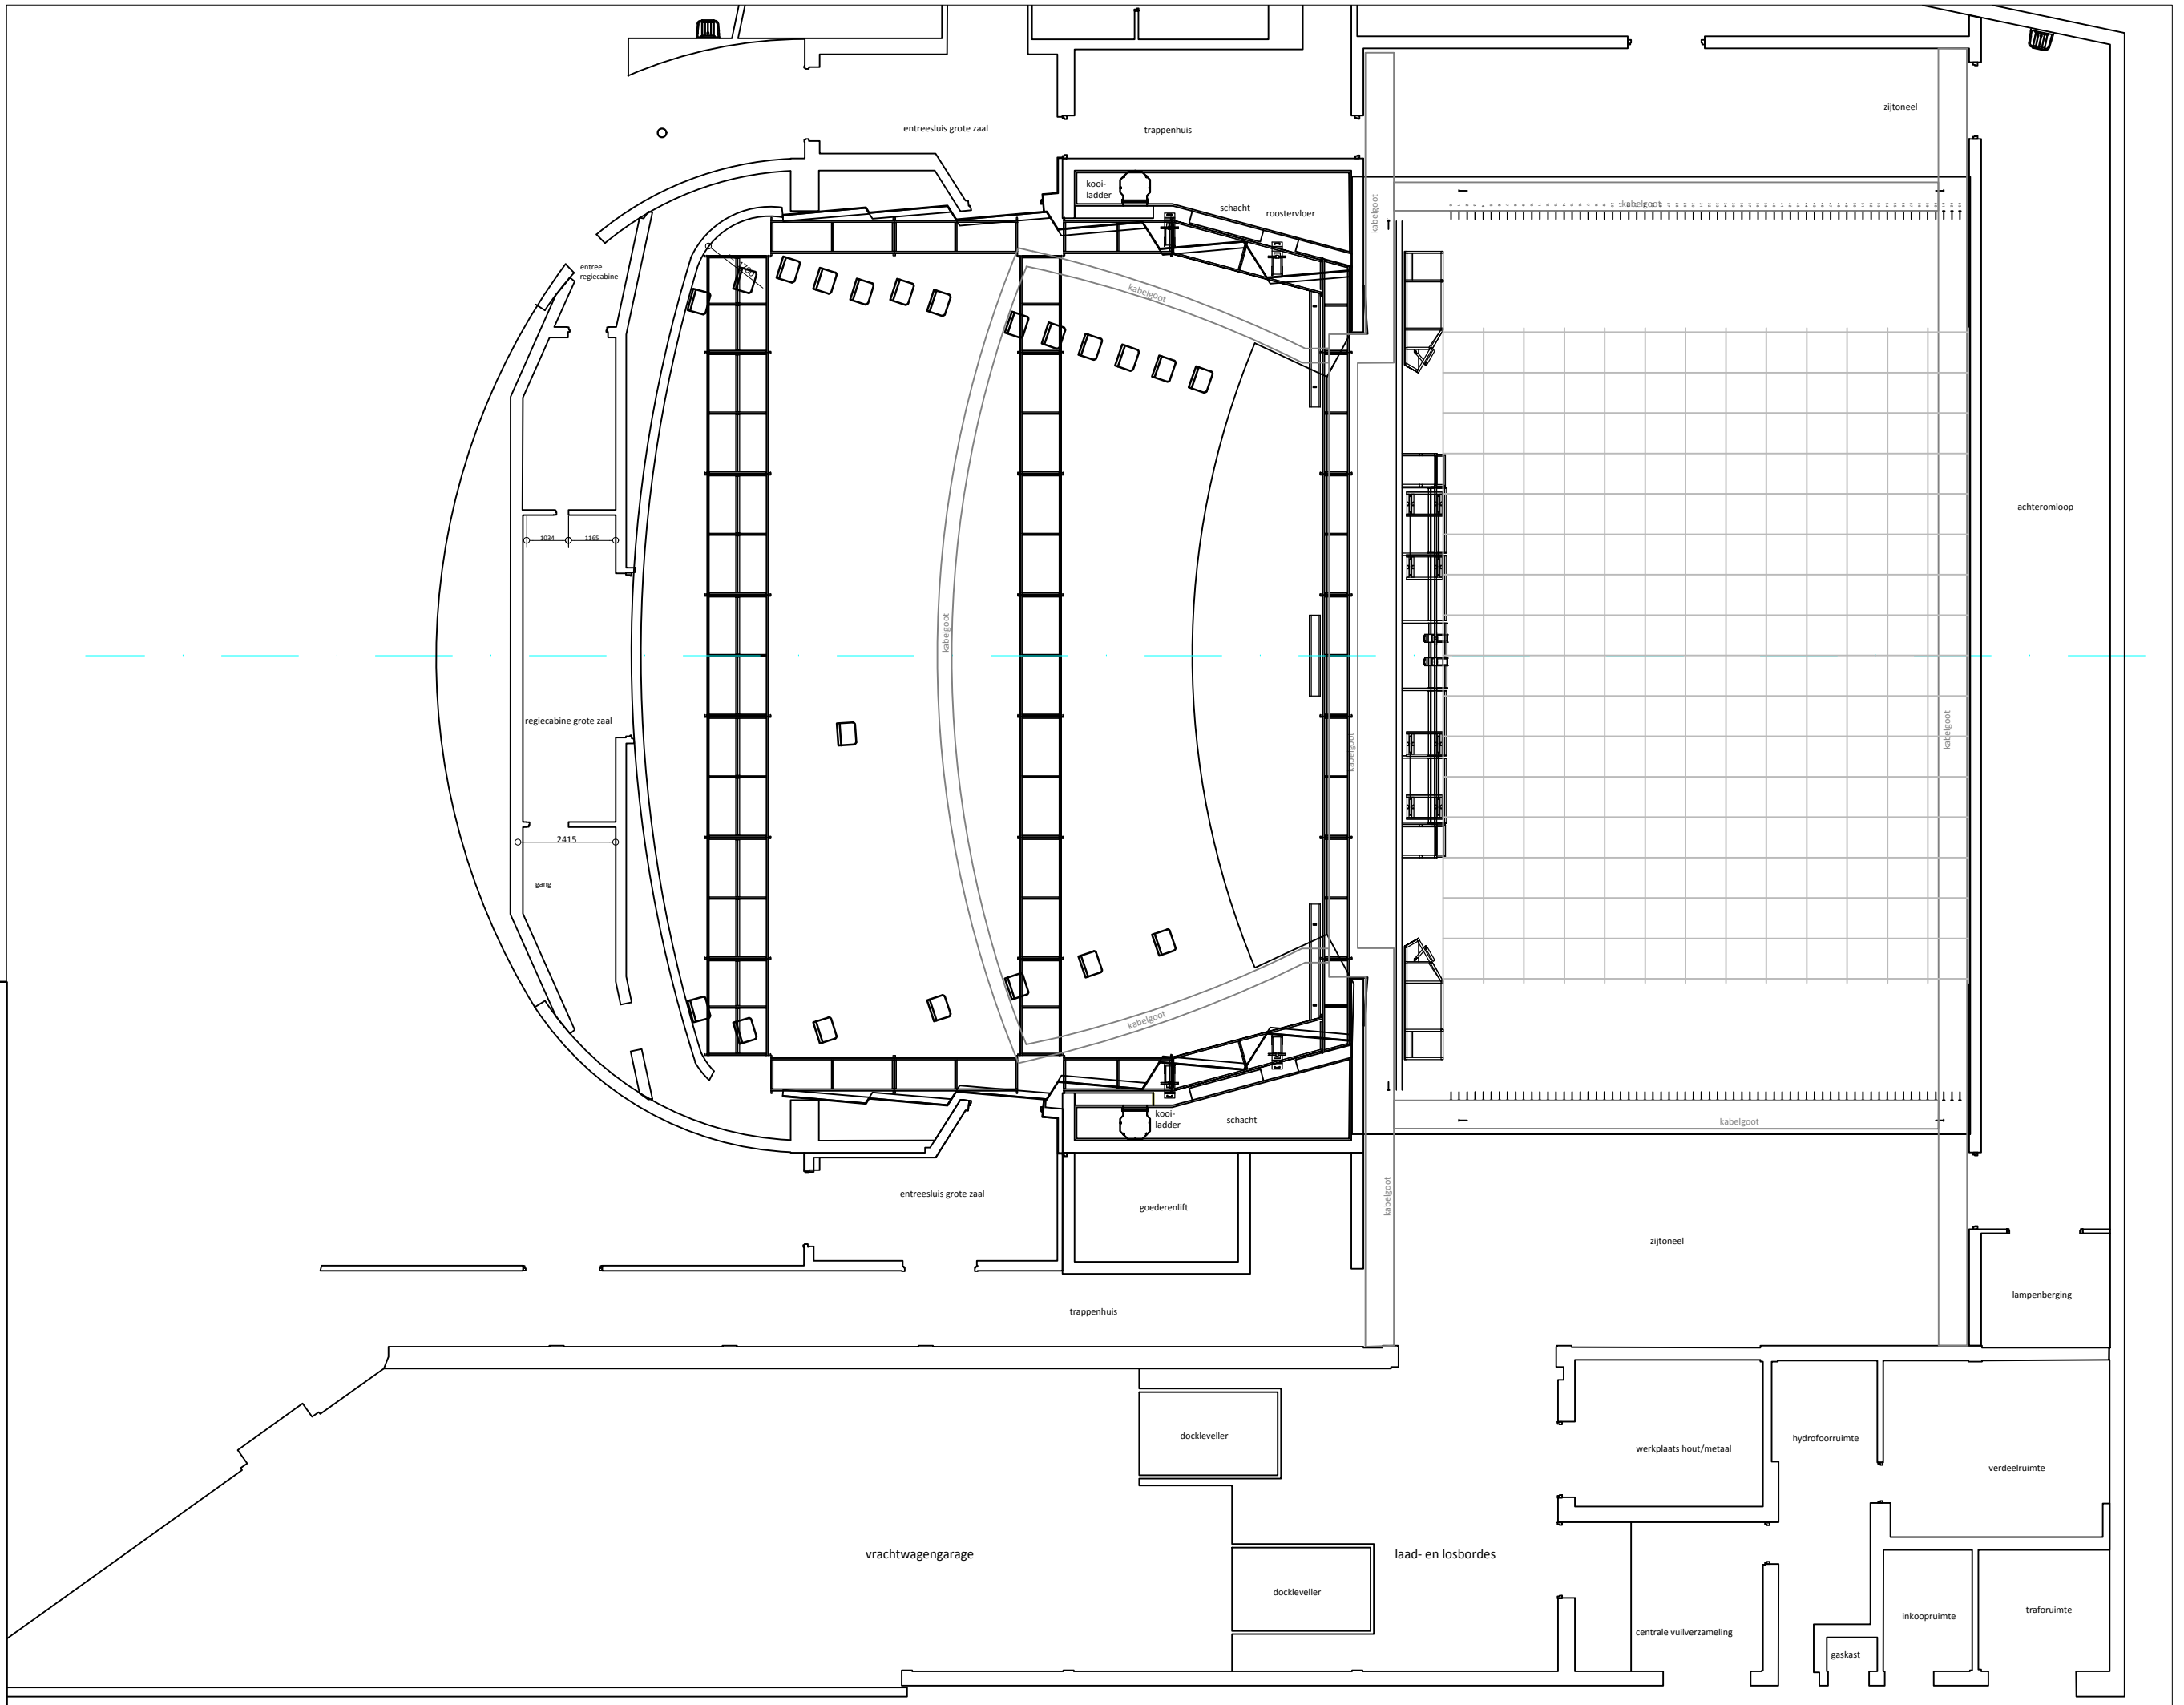 zijtoneel
entreesluis grote zaal
trappenhuis
kooi-
ladder
schacht
roostervloer
kabelgoot
kabelgoot
entree
regiecabine
kabelgoot
achteromloop
1034
1165
kabelgoot
regiecabine grote zaal
kabelgoot
kabelgoot
2415
gang
kabelgoot
kooi-
ladder
schacht
kabelgoot
entreesluis grote zaal
goederenlift
kabelgoot
zijtoneel
lampenberging
trappenhuis
dockleveller
werkplaats hout/metaal
hydrofoorruimte
verdeelruimte
vrachtwagengarage
laad- en losbordes
dockleveller
centrale vuilverzameling
inkoopruimte
traforuimte
gaskast